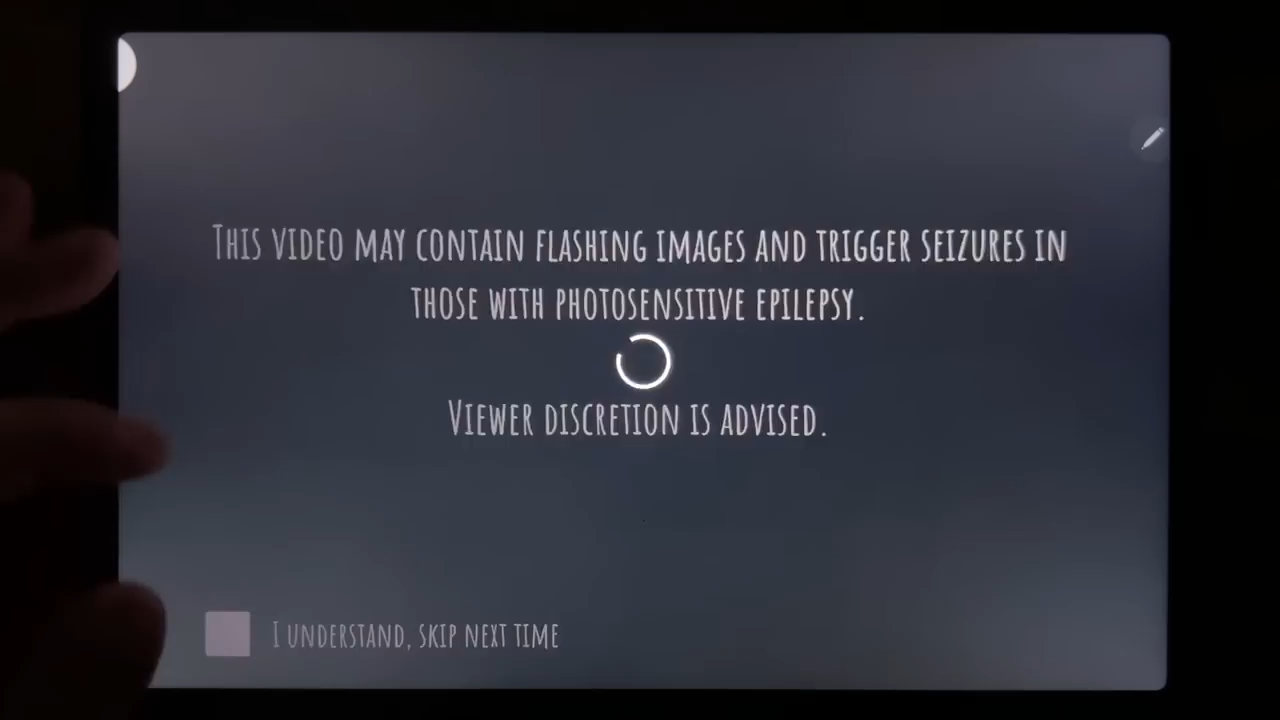 This video may contain flashing images and trigger seizures in
those with photosensitive epilepsy.
Viewer discretion is advised.
I understand, skip next time